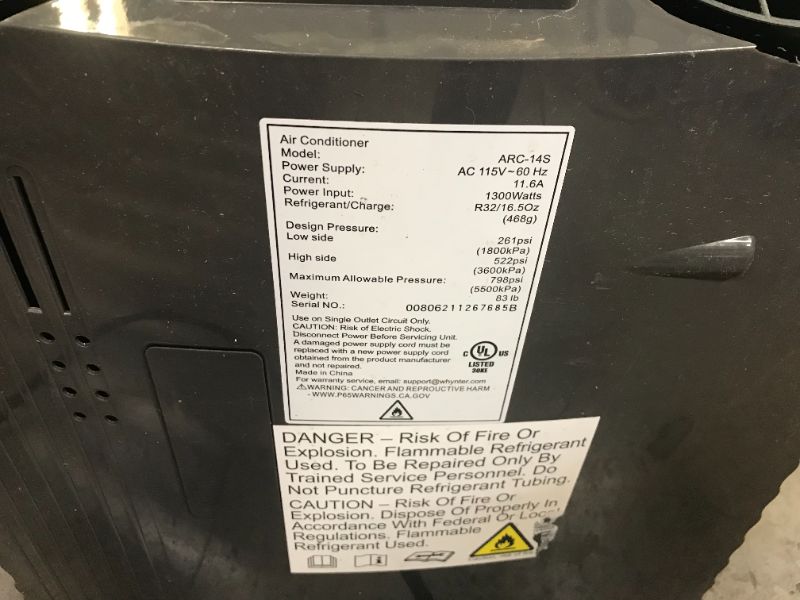 Air Conditioner
Model: ARC-14S
Power Supply: AC 115V~60 Hz
Current: 11.6A
Power Input: 1300Watts
Refrigerant/Charge: R32/16.5Oz
(468g)
Design Pressure:
Low side 261psi
(1800kPa)
High side 522psi
(3600kPa)
Maximum Allowable Pressure: 798psi
(5500kPa)
Weight: 83 lb
Serial NO.: 00806211267685B
Use on Single Outlet Circuit Only.
CAUTION: Risk of Electric Shock.
Disconnect Power Before Servicing Unit.
A damaged power supply cord must be
replaced with a new power supply cord
obtained from the product manufacturer
and not repaired.
Made in China
For warranty service, email: support@whynter.com
WARNING: CANCER AND REPRODUCTIVE HARM
- WWW.P65WARNINGS.CA.GOV
C UL US
LISTED
DANGER – Risk Of Fire Or
Explosion. Flammable Refrigerant
Used. To Be Repaired Only By
Trained Service Personnel. Do
Not Puncture Refrigerant Tubing.
CAUTION – Risk Of Fire Or
Explosion. Dispose Of Properly In
Accordance With Federal Or Local
Regulations. Flammable
Refrigerant Used.